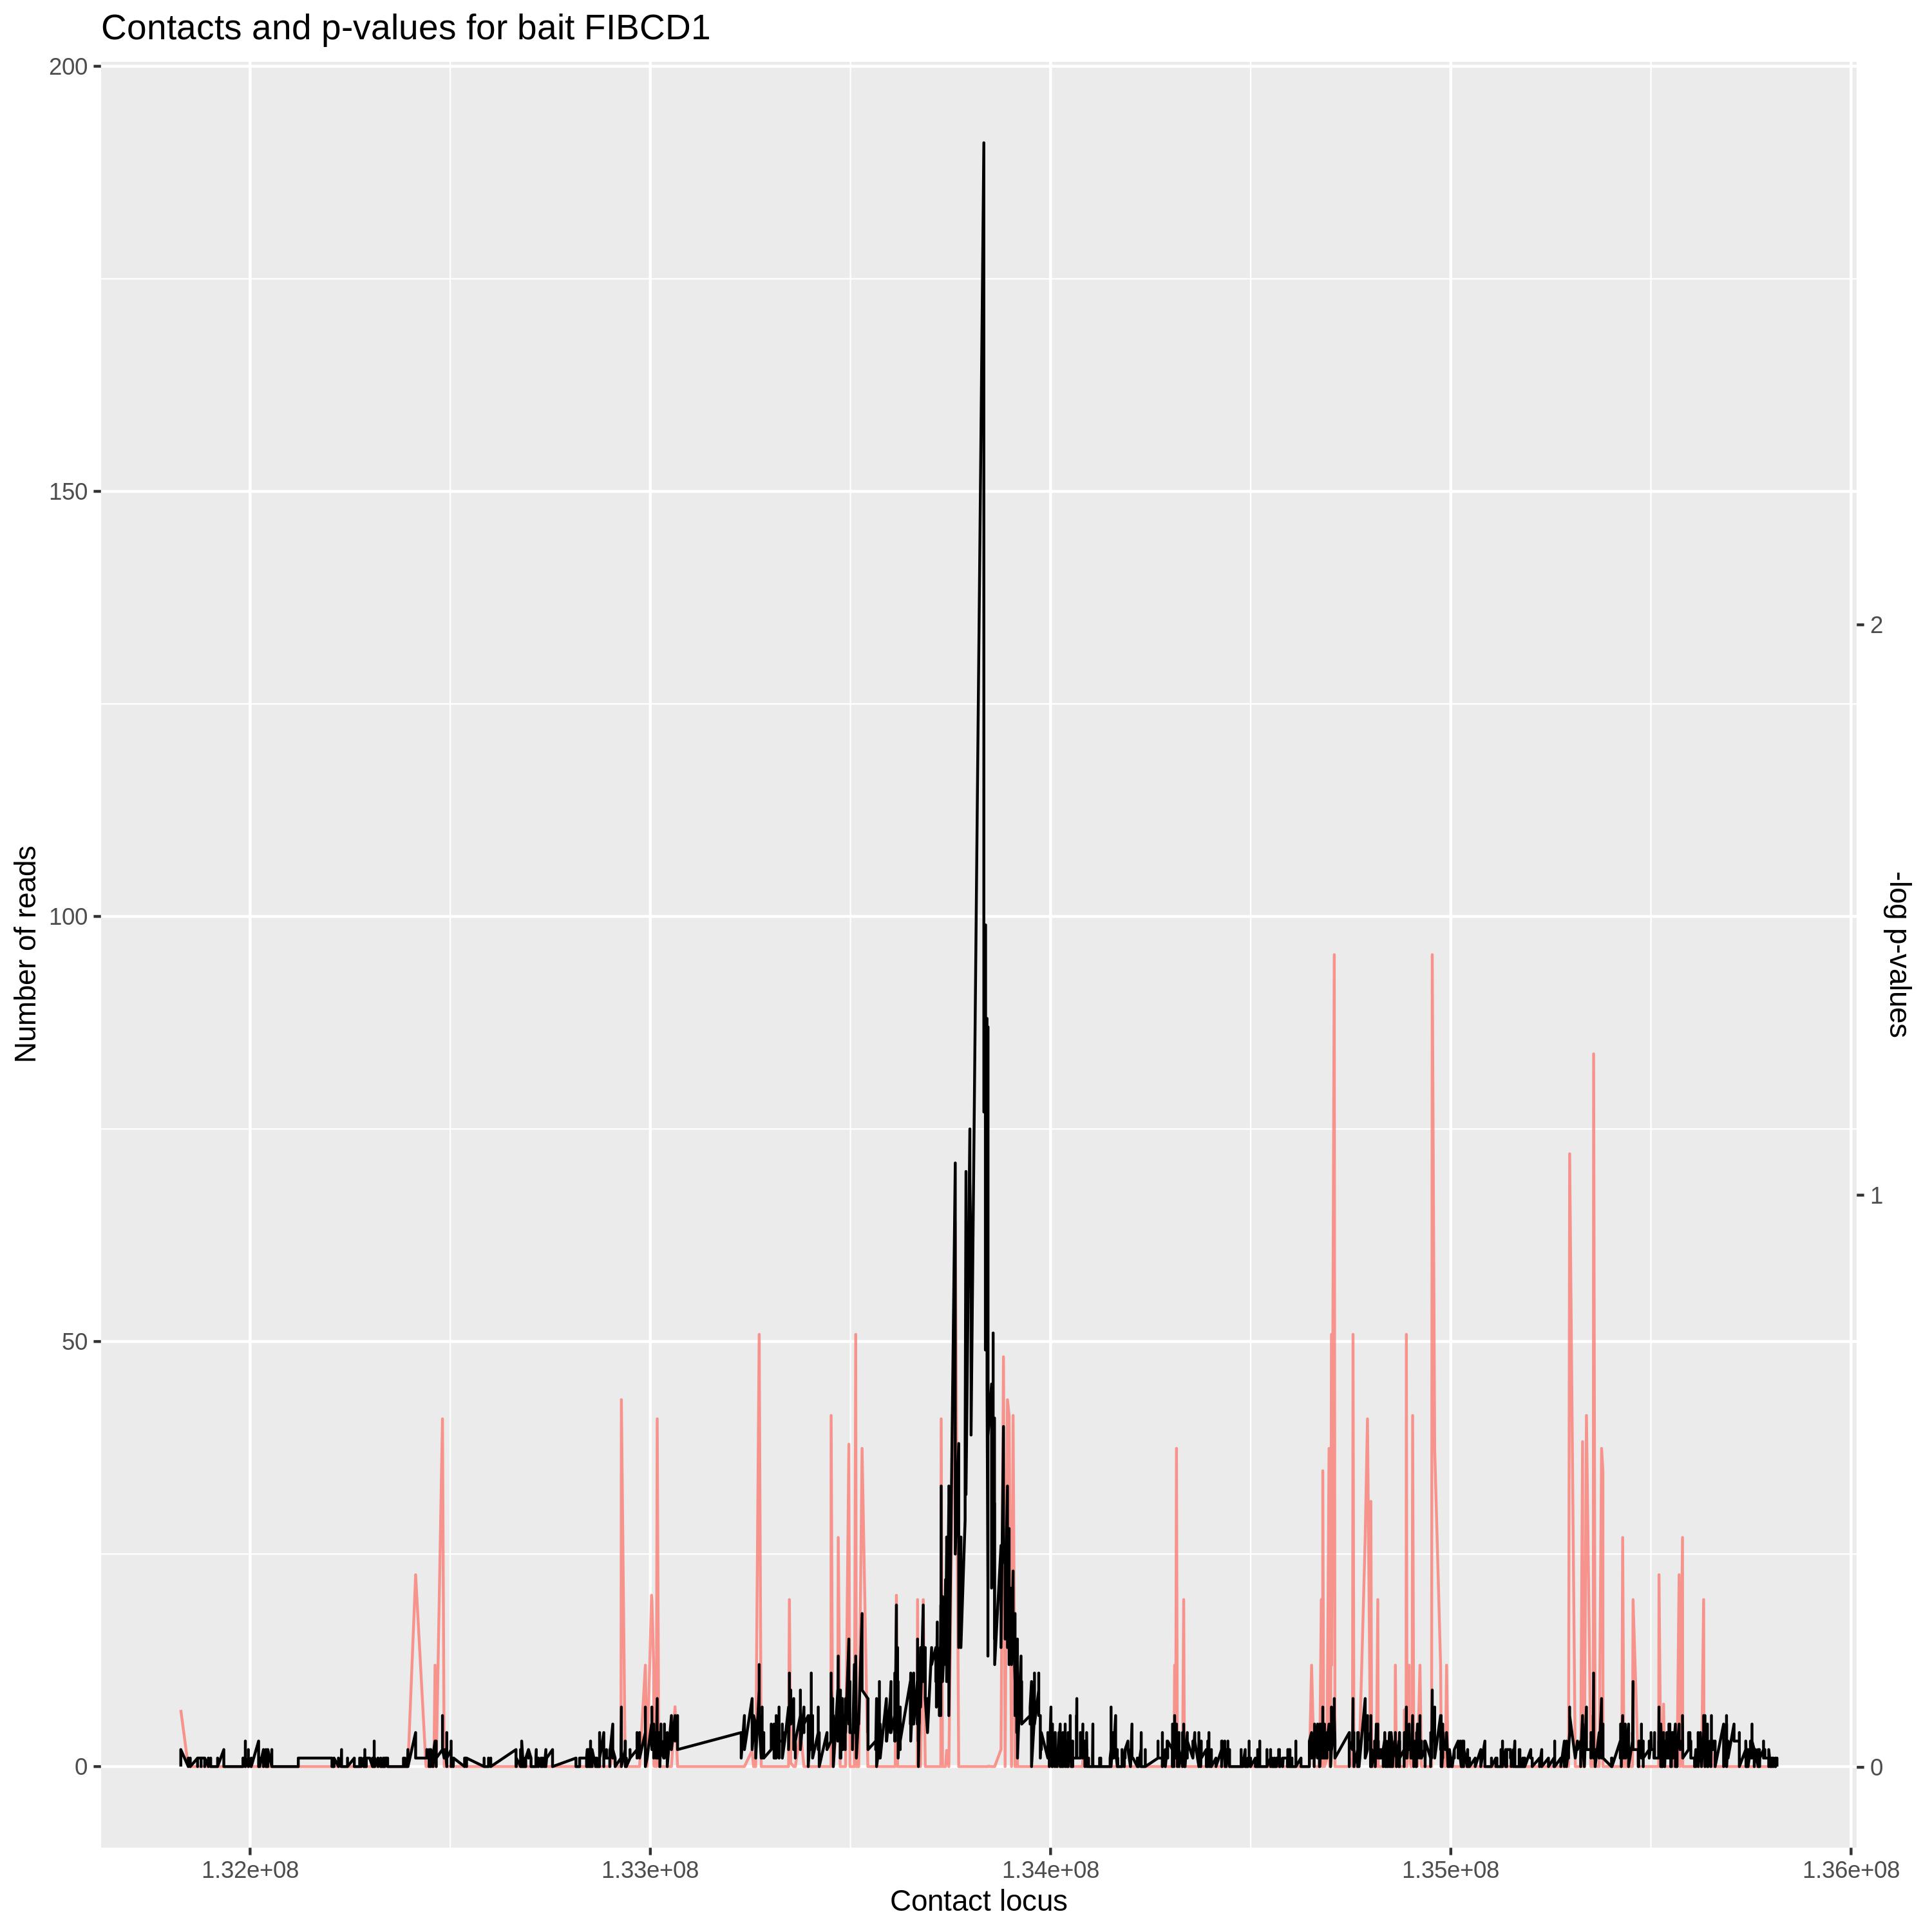 Contacts and p-values for bait FIBCD1
200
150
100
50
0
Number of reads
2
1
0
-log p-values
1.32e+08
1.33e+08
1.34e+08
1.35e+08
1.36e+08
Contact locus